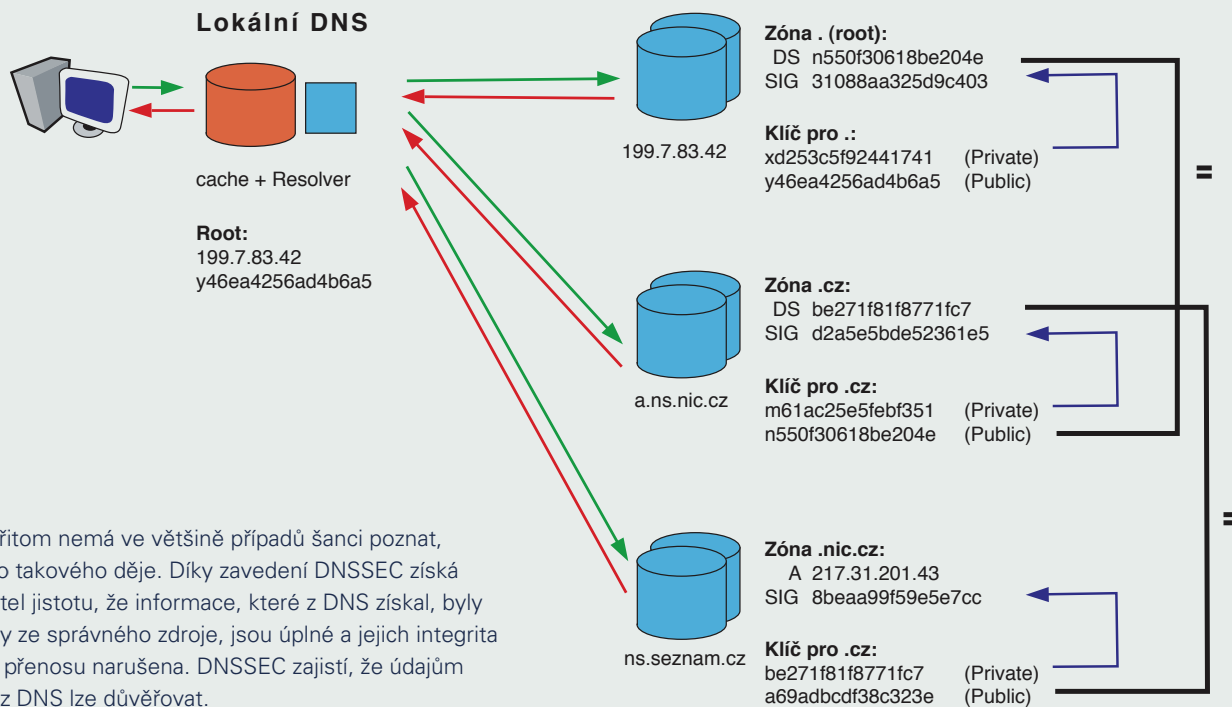 Lokální DNS
cache + Resolver
Root:
199.7.83.42
y46ea4256ad4b6a5
199.7.83.42
Zóna . (root):
DS n550f30618be204e
SIG 31088aa325d9c403
Klíč pro .:
xd253c5f92441741 (Private)
y46ea4256ad4b6a5 (Public)
=
a.ns.nic.cz
Zóna .cz:
DS be271f81f8771fc7
SIG d2a5e5bde52361e5
Klíč pro .cz:
m61ac25e5febf351 (Private)
n550f30618be204e (Public)
=
ns.seznam.cz
Zóna .nic.cz:
A 217.31.201.43
SIG 8beaa99f59e5e7cc
Klíč pro .cz:
be271f81f8771fc7 (Private)
a69adbcdf38c323e (Public)
řitom nemá ve většině případů šanci poznat,
o takového děje. Díky zavedení DNSSEC získá
tel jistotu, že informace, které z DNS získal, byly
y ze správného zdroje, jsou úplné a jejich integrita
přenosu narušena. DNSSEC zajistí, že údajům
z DNS lze důvěřovat.